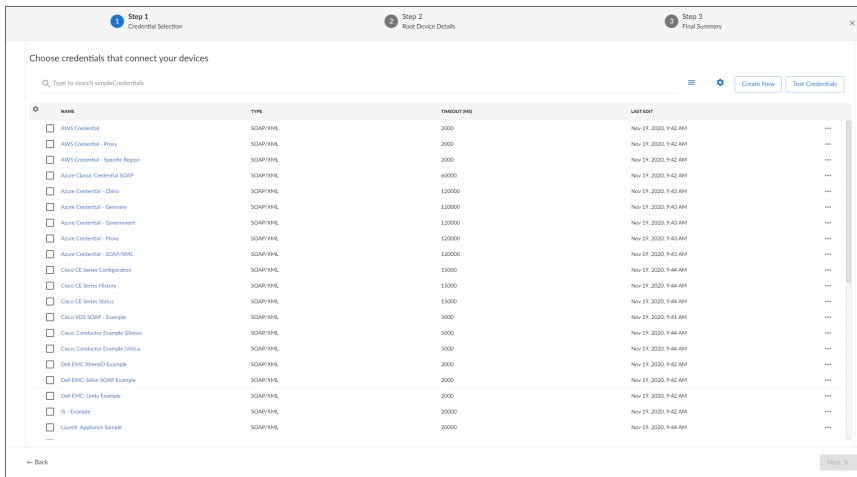 1 Step 1
Credential Selection
2 Step 2
Root Device Details
3 Step 3
Final Summary
×
Choose credentials that connect your devices
Type to search simpleCredentials
Create New
Test Credentials
NAME TYPE TIMEOUT (MS) LAST EDIT
AWS Credential SOAP/XML 2000 Nov 19, 2020, 9:42 AM •••
AWS Credential - Proxy SOAP/XML 2000 Nov 19, 2020, 9:42 AM •••
AWS Credential - Specific Region SOAP/XML 2000 Nov 19, 2020, 9:42 AM •••
Azure Classic Credential SOAP SOAP/XML 60000 Nov 19, 2020, 9:42 AM •••
Azure Credential - China SOAP/XML 120000 Nov 19, 2020, 9:43 AM •••
Azure Credential - Germany SOAP/XML 120000 Nov 19, 2020, 9:43 AM •••
Azure Credential - Government SOAP/XML 120000 Nov 19, 2020, 9:43 AM •••
Azure Credential - Proxy SOAP/XML 120000 Nov 19, 2020, 9:43 AM •••
Azure Credential - SOAP/XML SOAP/XML 120000 Nov 19, 2020, 9:43 AM •••
Cisco CE Series Configuration SOAP/XML 15000 Nov 19, 2020, 9:44 AM •••
Cisco CE Series History SOAP/XML 15000 Nov 19, 2020, 9:44 AM •••
Cisco CE Series Status SOAP/XML 15000 Nov 19, 2020, 9:44 AM •••
Cisco VOS SOAP - Example SOAP/XML 5000 Nov 19, 2020, 9:41 AM •••
Cisco: Conductor Example (Discov SOAP/XML 5000 Nov 19, 2020, 9:44 AM •••
Cisco: Conductor Example (Virtua SOAP/XML 5000 Nov 19, 2020, 9:44 AM •••
Dell EMC XtremIO Example SOAP/XML 2000 Nov 19, 2020, 9:42 AM •••
Dell EMC: Isilon SOAP Example SOAP/XML 2000 Nov 19, 2020, 9:42 AM •••
Dell EMC: Unity Example SOAP/XML 2000 Nov 19, 2020, 9:42 AM •••
IS - Example SOAP/XML 20000 Nov 19, 2020, 9:42 AM •••
LayerX: Appliance Sample SOAP/XML 20000 Nov 19, 2020, 9:44 AM •••
← Back
Next >